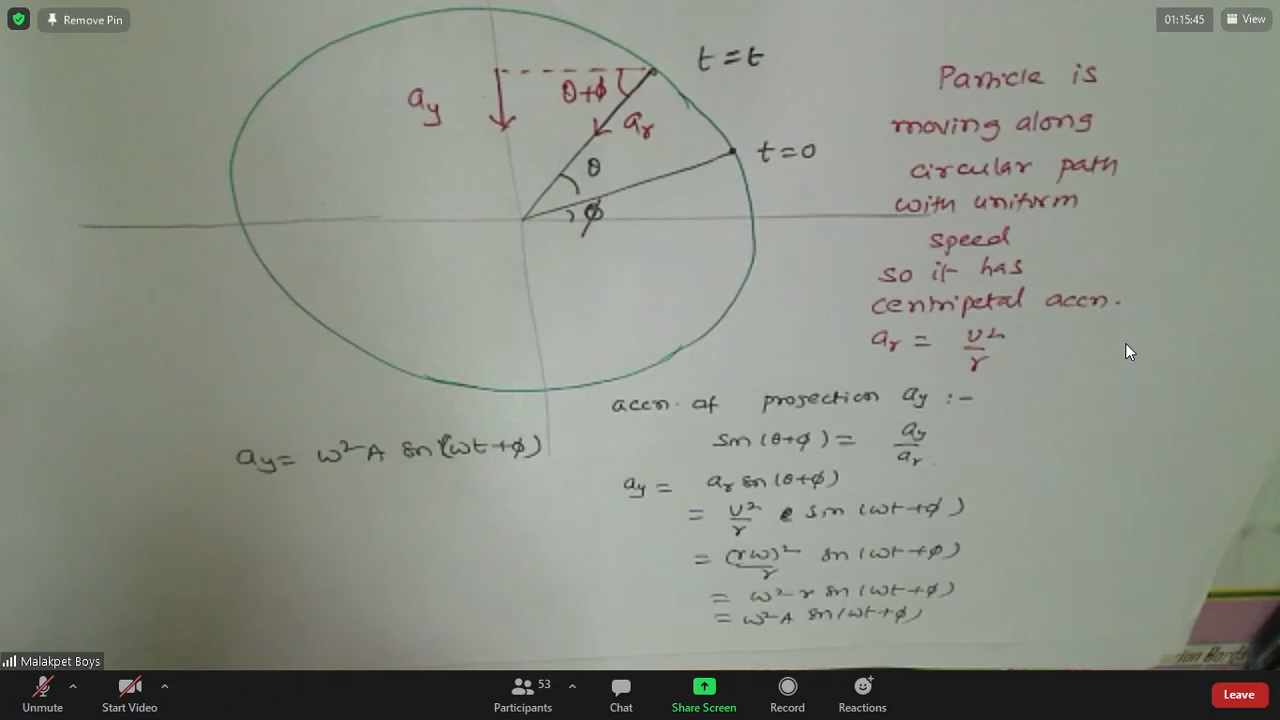 Remove Pin
01:15:45
View
t = t
θ+φ
a_y
a_r
t = 0
θ
φ
Particle is
moving along
circular path
with uniform
speed
so it has
centripetal accn.
a_r = v²/r
accn. of projection a_y :-
sin(θ+φ) = a_y/a_r
a_y = a_r sin(θ+φ)
= v²/r sin(ωt+φ)
= (rω)²/r sin(ωt+φ)
= ω² r sin(ωt+φ)
= ω² A sin(ωt+φ)
a_y = ω² A sin(ωt+φ)
Malakpet Boys
Unmute
Start Video
Participants
53
Chat
Share Screen
Record
Reactions
Leave